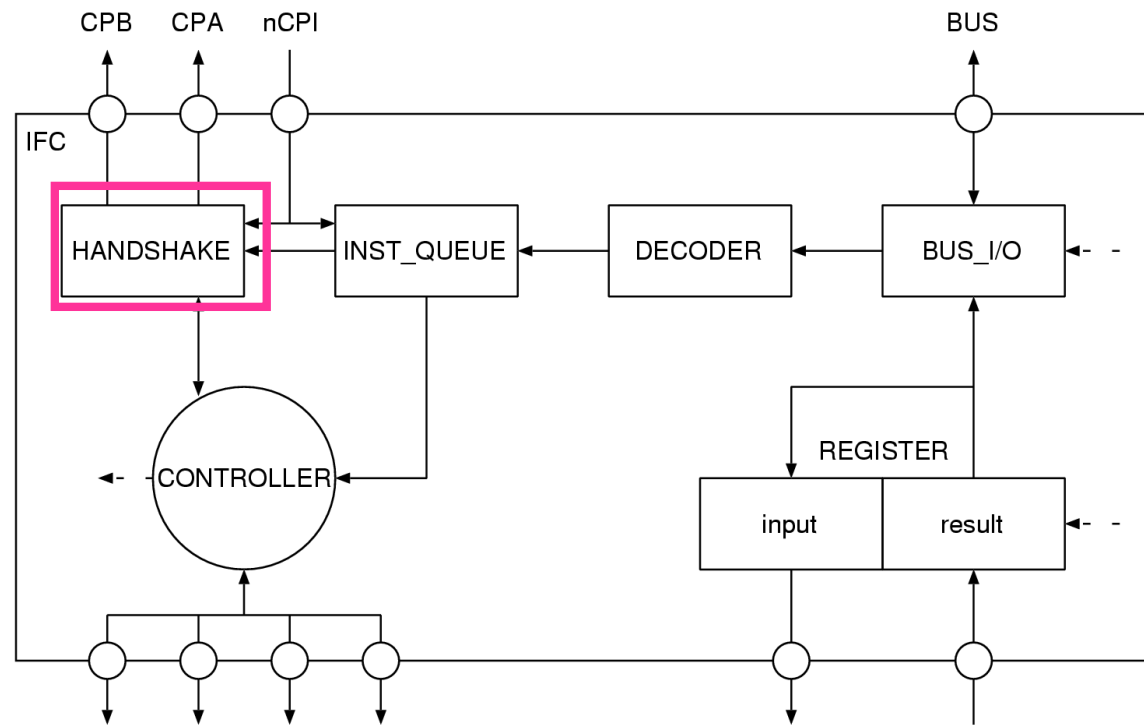 CPB CPA nCPI BUS
IFC
HANDSHAKE INST_QUEUE DECODER BUS_I/O
REGISTER
CONTROLLER
input result